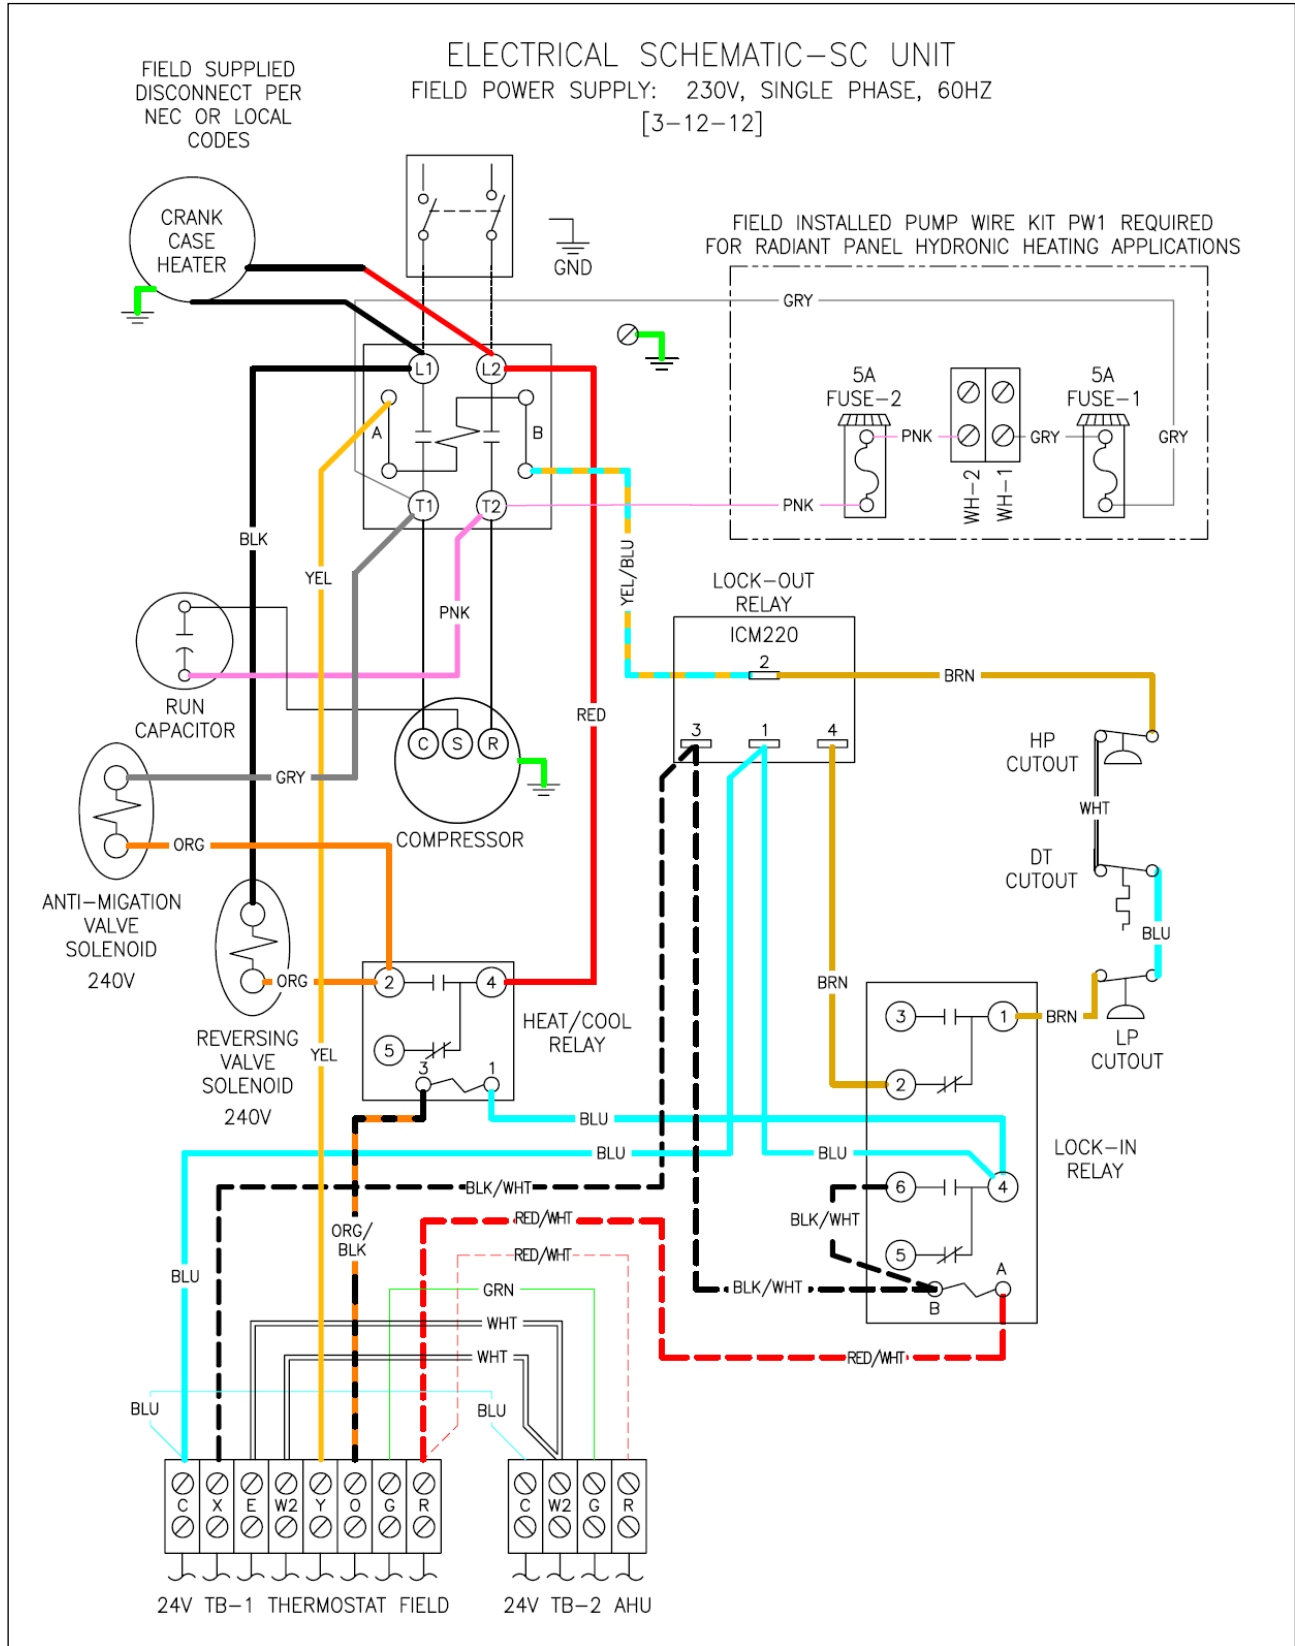 ELECTRICAL SCHEMATIC-SC UNIT
FIELD POWER SUPPLY: 230V, SINGLE PHASE, 60HZ
[3-12-12]
FIELD SUPPLIED
DISCONNECT PER
NEC OR LOCAL
CODES
CRANK
CASE
HEATER
GND
FIELD INSTALLED PUMP WIRE KIT PW1 REQUIRED
FOR RADIANT PANEL HYDRONIC HEATING APPLICATIONS
GRY
L1
L2
5A
FUSE-2
5A
FUSE-1
A
B
PNK
GRY
GRY
WH-2
WH-1
T1
T2
PNK
BLK
YEL
PNK
YEL/BLU
LOCK-OUT
RELAY
ICM220
2
BRN
RUN
CAPACITOR
RED
3
1
4
C
S
R
HP
CUTOUT
GRY
WHT
COMPRESSOR
ORG
DT
CUTOUT
ANTI-MIGATION
VALVE
SOLENOID
240V
BLU
ORG
2
4
BRN
HEAT/COOL
RELAY
3
1
BRN
LP
CUTOUT
REVERSING
VALVE
SOLENOID
240V
YEL
5
3
1
2
BLU
BLU
BLU
LOCK-IN
RELAY
BLK/WHT
6
4
BLK/WHT
RED/WHT
ORG/
BLK
RED/WHT
5
A
BLU
GRN
BLK/WHT
B
WHT
WHT
RED/WHT
BLU
BLU
C
X
E
W2
Y
O
G
R
C
W2
G
R
24V TB-1 THERMOSTAT FIELD
24V TB-2 AHU